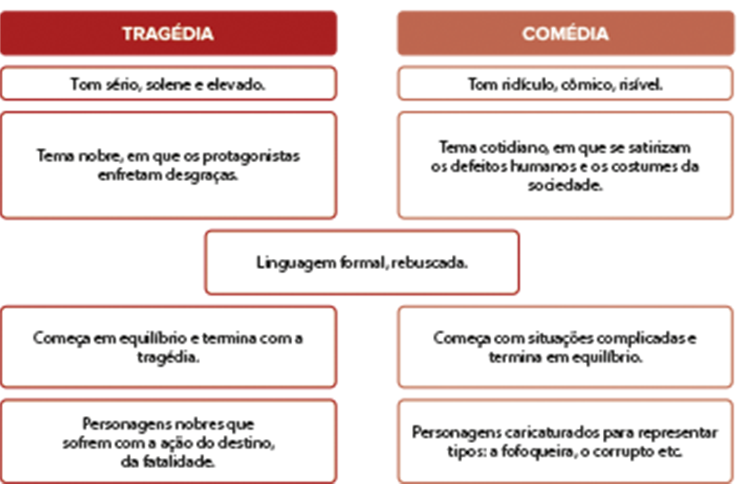 TRAGÉDIA
COMÉDIA
Tom sério, solene e elevado.
Tom ridículo, cômico, risível.
Tema nobre, em que os protagonistas
enfretam desgraças.
Tema cotidiano, em que se satirizam
os defeitos humanos e os costumes da
sociedade.
Linguagem formal, rebuscada.
Começa em equilíbrio e termina com a
tragédia.
Começa com situações complicadas e
termina em equilíbrio.
Personagens nobres que
sofrem com a ação do destino,
da fatalidade.
Personagens caricaturados para representar
tipos: a fofoqueira, o corrupto etc.